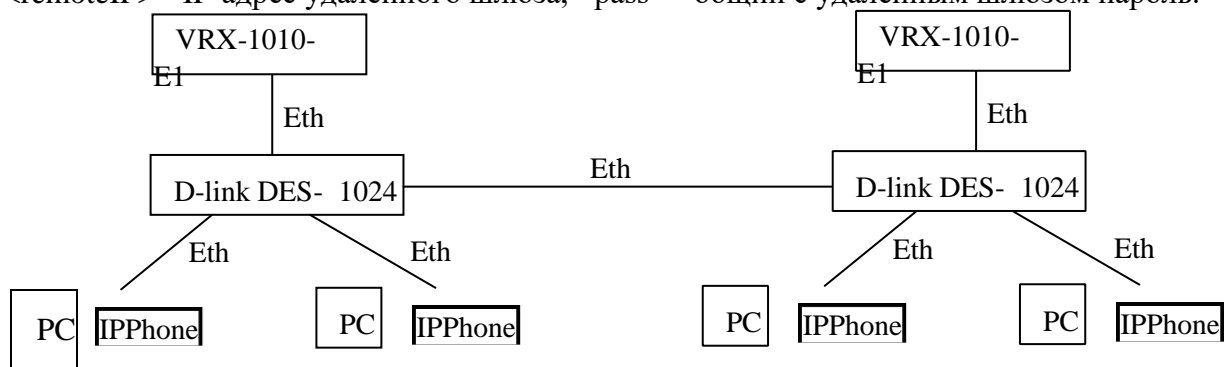 <remoteIP> – IP-адрес удаленного шлюза, <pass> – общий с удаленным шлюзом пароль.
VRX-1010-
E1
VRX-1010-
E1
Eth
Eth
D-link DES- 1024
Eth
D-link DES- 1024
Eth
Eth
Eth
Eth
PC
IPPhone
PC
IPPhone
PC
IPPhone
PC
IPPhone